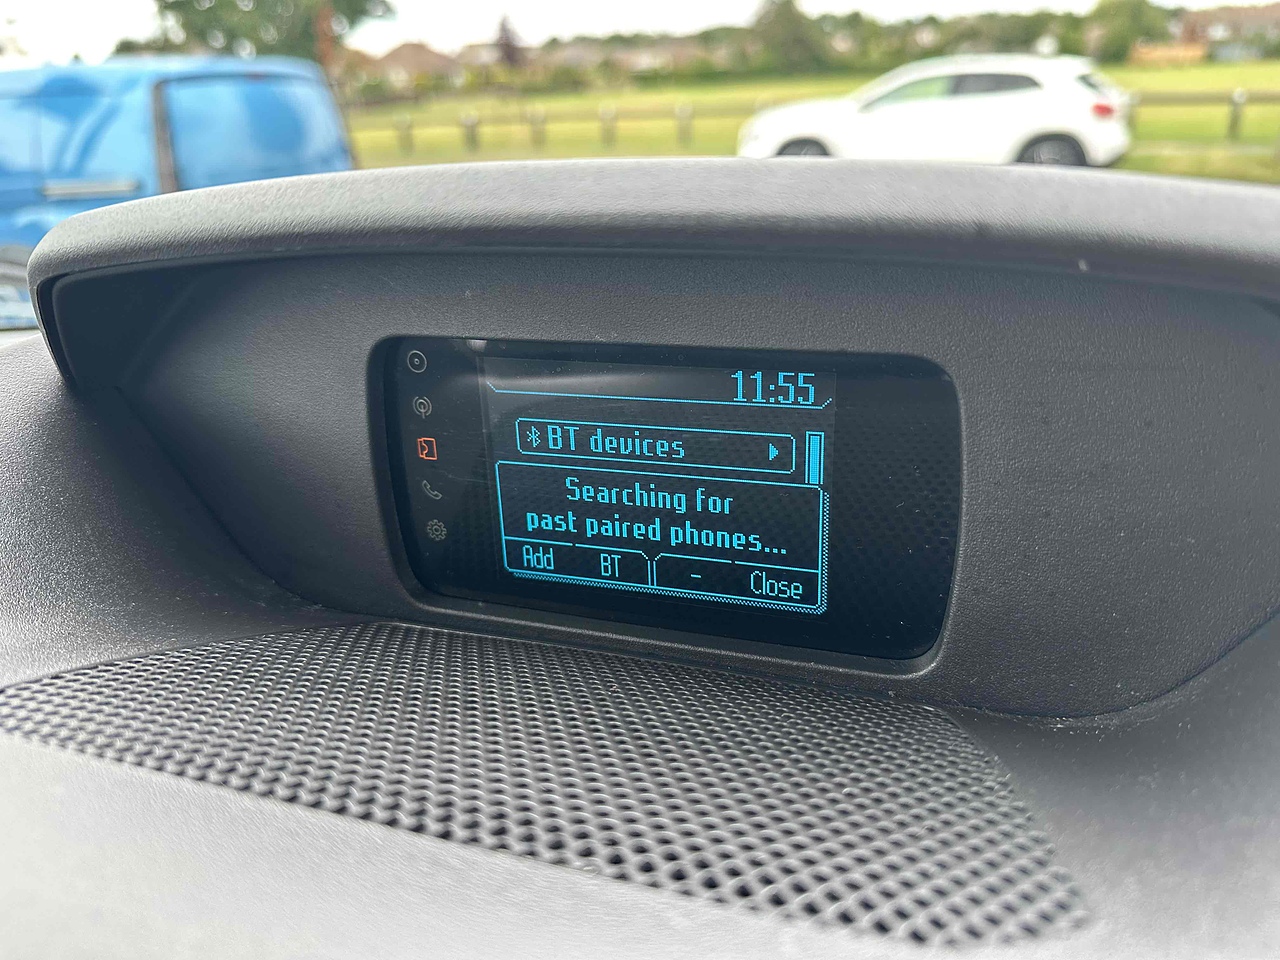 11:55
BT devices
Searching for
past paired phones...
Add BT - Close